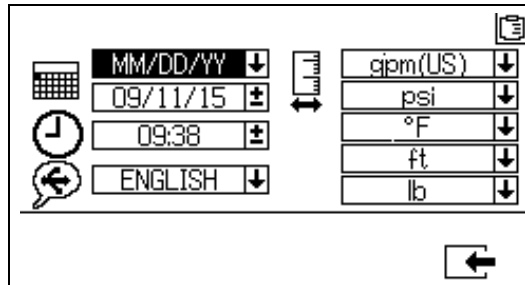 MM/DD/YY
09/11/15
09:38
ENGLISH
gpm(US)
psi
°F
ft
lb